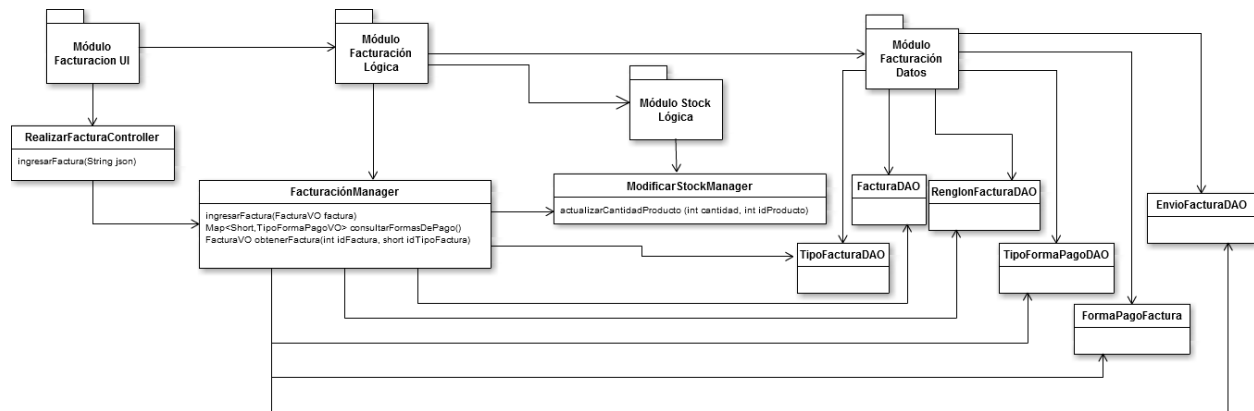 Módulo
Facturacion UI
Módulo
Facturación
Lógica
Módulo
Facturación
Datos
Módulo Stock
Lógica
RealizarFacturaController
ingresarFactura(String json)
FacturaciónManager
ingresarFactura(FacturaVO factura)
Map<Short,TipoFormaPagoVO> consultarFormasDePago()
FacturaVO obtenerFactura(int idFactura, short idTipoFactura)
ModificarStockManager
actualizarCantidadProducto (int cantidad, int idProducto)
FacturaDAO
RenglonFacturaDAO
EnvioFacturaDAO
TipoFacturaDAO
TipoFormaPagoDAO
FormaPagoFactura